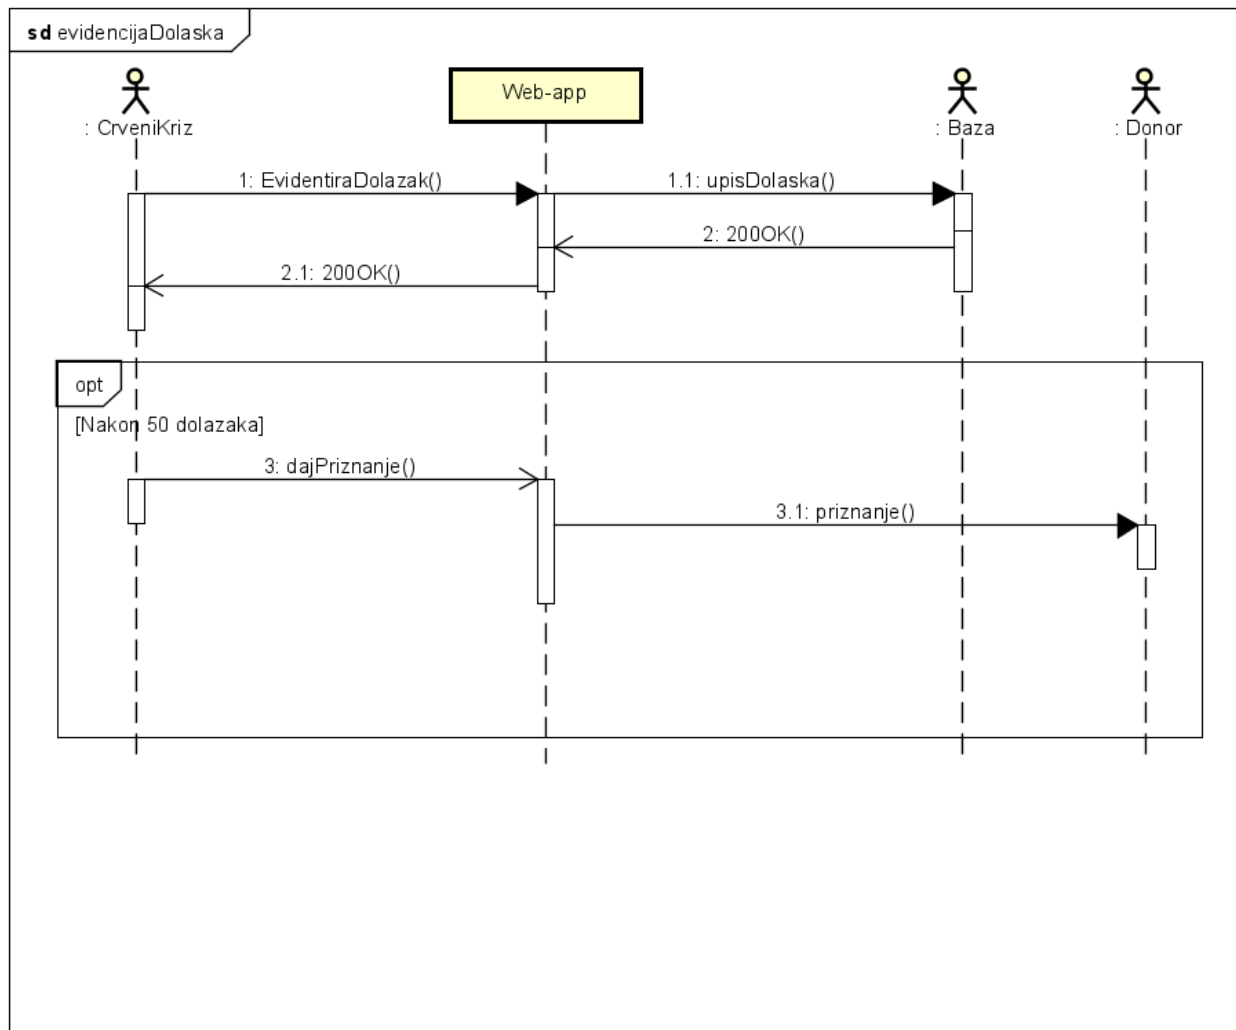 sd evidencijaDolaska
: CrveniKriz
Web-app
: Baza
: Donor
1: EvidentiraDolazak()
1.1: upisDolaska()
2: 200OK()
2.1: 200OK()
opt
[Nakon 50 dolazaka]
3: dajPriznanje()
3.1: priznanje()